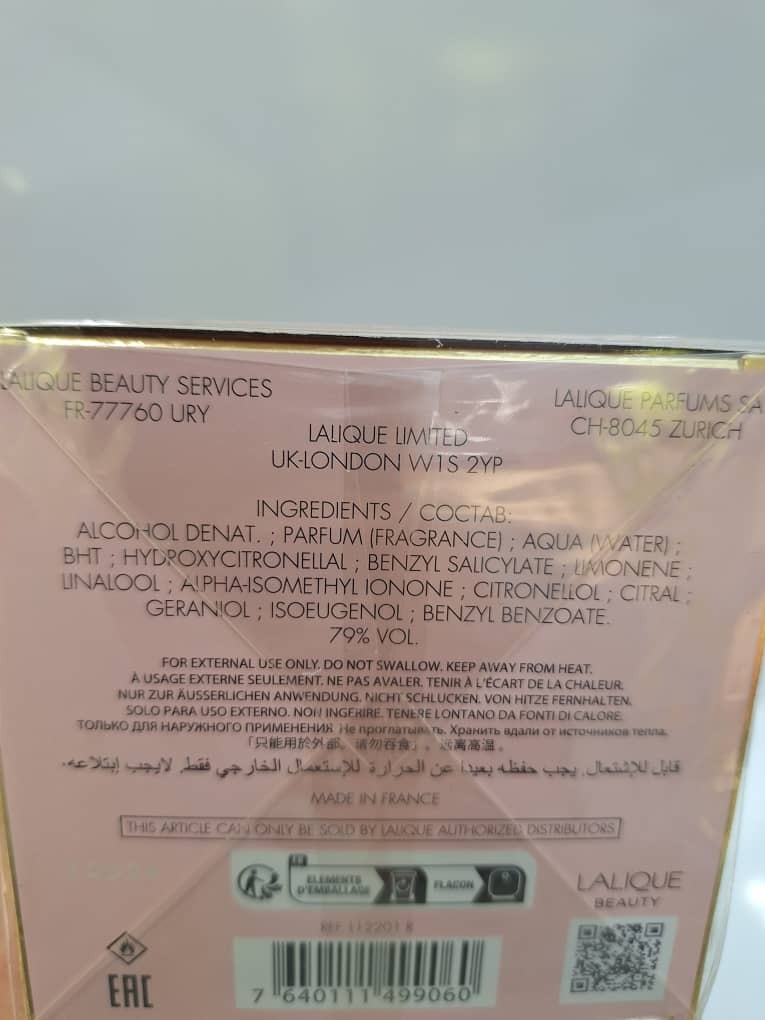 LALIQUE BEAUTY SERVICES
FR-77760 URY
LALIQUE PARFUMS SA
CH-8045 ZURICH
LALIQUE LIMITED
UK-LONDON W1S 2YP
INGREDIENTS / COCTAB:
ALCOHOL DENAT. ; PARFUM (FRAGRANCE) ; AQUA (WATER) ;
BHT ; HYDROXYCITRONELLAL ; BENZYL SALICYLATE ; LIMONENE ;
LINALOOL ; ALPHA-ISOMETHYL IONONE ; CITRONELLOL ; CITRAL ;
GERANIOL ; ISOEUGENOL ; BENZYL BENZOATE.
79% VOL.
FOR EXTERNAL USE ONLY. DO NOT SWALLOW. KEEP AWAY FROM HEAT.
À USAGE EXTERNE SEULEMENT. NE PAS AVALER. TENIR À L'ÉCART DE LA CHALEUR.
NUR ZUR ÄUSSERLICHEN ANWENDUNG. NICHT SCHLUCKEN. VON HITZE FERNHALTEN.
SOLO PARA USO EXTERNO. NON INGERIRE. TENERE LONTANO DA FONTI DI CALORE.
ТОЛЬКО ДЛЯ НАРУЖНОГО ПРИМЕНЕНИЯ. Не проглатывать. Хранить вдали от источников тепла.
「只能用於外部。请勿吞食」。远离高温。
قابل للإشتعال. يجب حفظه بعيدا عن الحرارة للإستعمال الخارجي فقط. لايجب إبتلاعه.
MADE IN FRANCE
THIS ARTICLE CAN ONLY BE SOLD BY LALIQUE AUTHORIZED DISTRIBUTORS
FR
ELEMENTS
D'EMBALLAGE
FLACON
LALIQUE
BEAUTY
REF. L12201 R
EAC
7 640111 499060